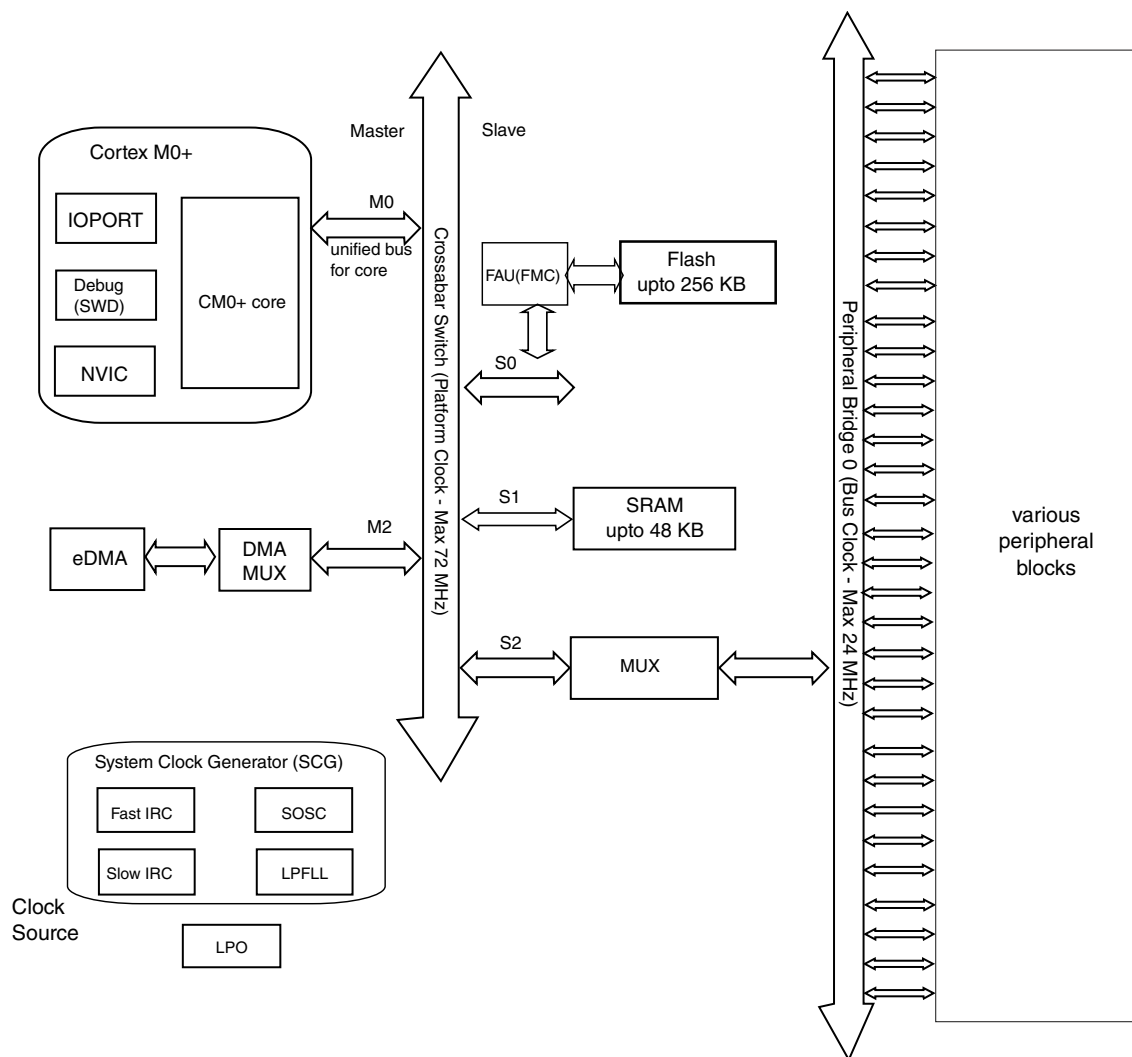 Master
Slave
Cortex M0+
IOPORT
Debug
(SWD)
NVIC
CM0+ core
M0
unified bus
for core
Crossabar Switch (Platform Clock - Max 72 MHz)
FAU(FMC)
Flash
upto 256 KB
S0
S1
SRAM
upto 48 KB
eDMA
DMA
MUX
M2
S2
MUX
Peripheral Bridge 0 (Bus Clock - Max 24 MHz)
various
peripheral
blocks
System Clock Generator (SCG)
Fast IRC
SOSC
Slow IRC
LPFLL
Clock
Source
LPO